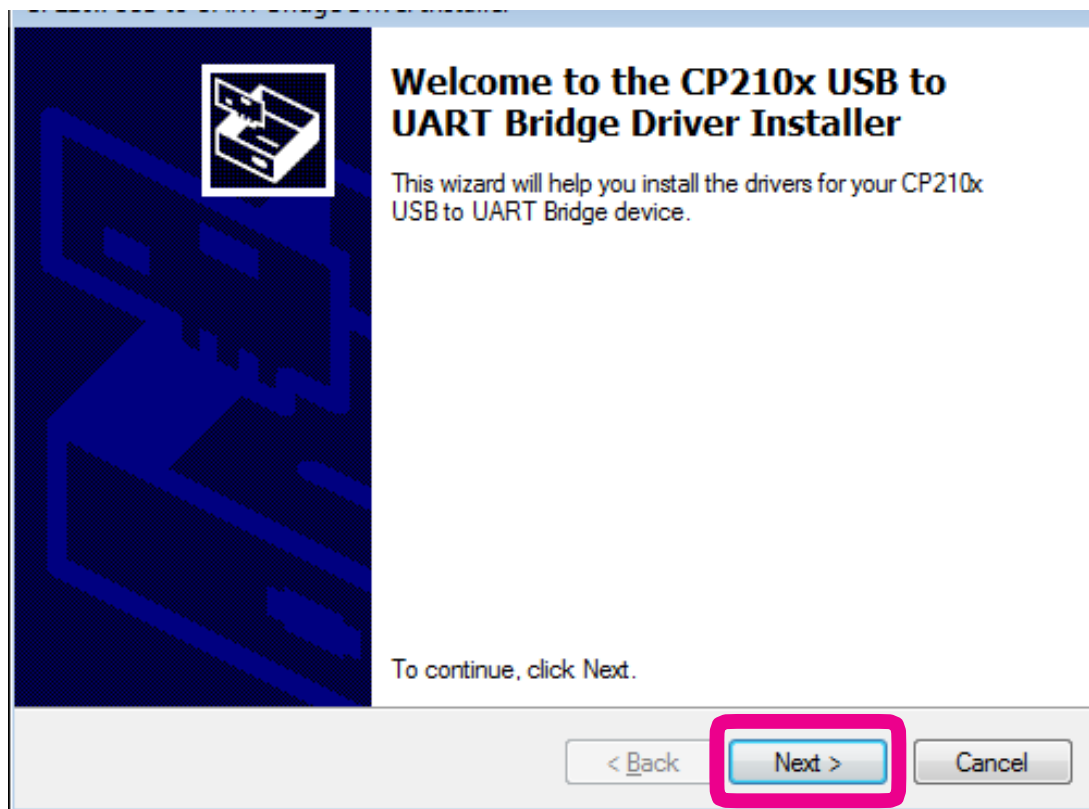 Welcome to the CP210x USB to
UART Bridge Driver Installer
This wizard will help you install the drivers for your CP210x
USB to UART Bridge device.
To continue, click Next.
< Back
Next >
Cancel